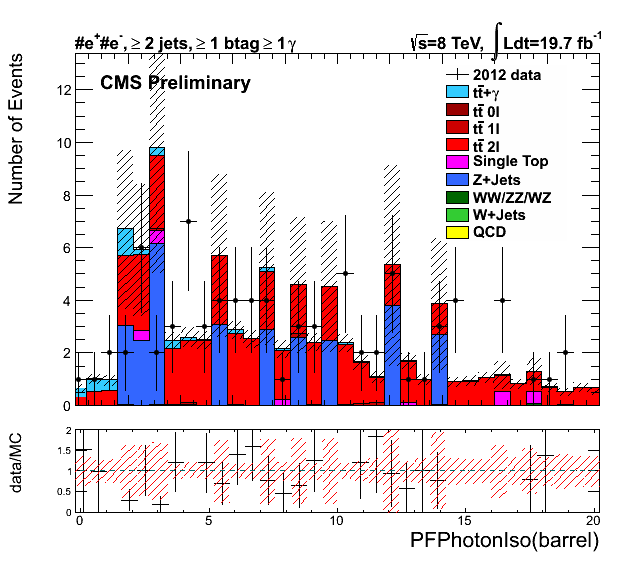 #e⁺#e⁻, ≥ 2 jets, ≥ 1 btag ≥ 1γ
√s=8 TeV, ∫Ldt=19.7 fb⁻¹
CMS Preliminary
2012 data
tt̄+γ
tt̄ 0l
tt̄ 1l
tt̄ 2l
Single Top
Z+Jets
WW/ZZ/WZ
W+Jets
QCD
Number of Events
12
10
8
6
4
2
0
data/MC
2
1.5
1
0.5
0
0 5 10 15 20
PFPhotonIso(barrel)